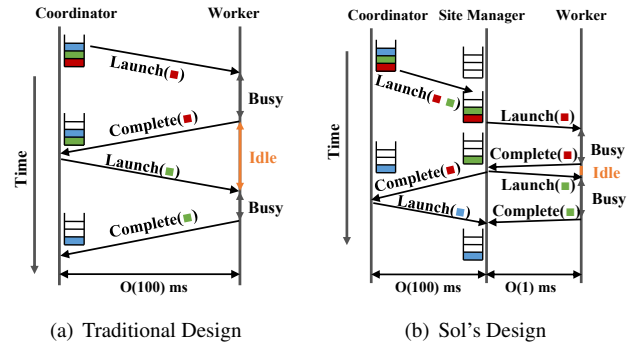 Coordinator
Worker
Time
Launch(■)
Busy
Complete(■)
Idle
Launch(■)
Busy
Complete(■)
O(100) ms
(a) Traditional Design
Coordinator
Site Manager
Worker
Time
Launch(■ ■)
Launch(■)
Busy
Complete(■)
Idle
Complete(■)
Launch(■)
Busy
Launch(■)
Complete(■)
O(100) ms
O(1) ms
(b) Sol's Design